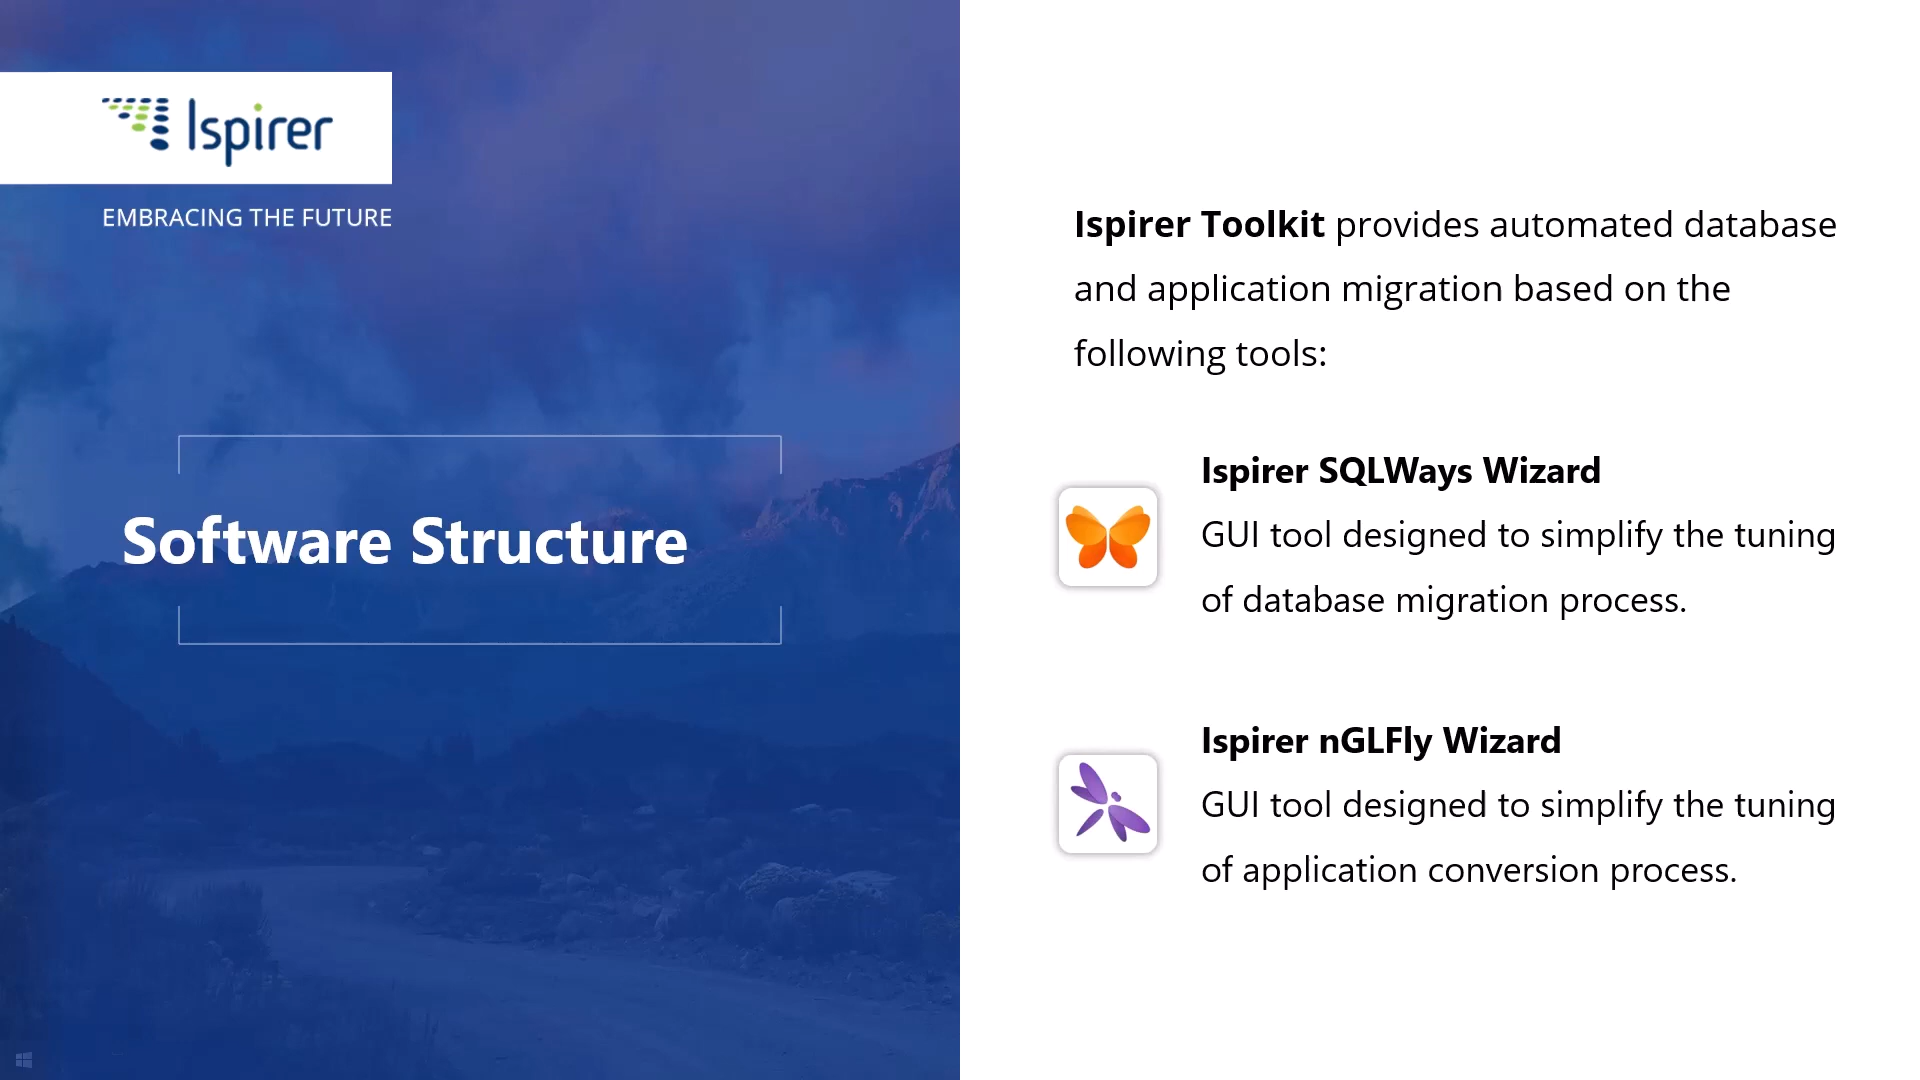 Ispirer
EMBRACING THE FUTURE
Software Structure
Ispirer Toolkit provides automated database
and application migration based on the
following tools:
Ispirer SQLWays Wizard
GUI tool designed to simplify the tuning
of database migration process.
Ispirer nGLFly Wizard
GUI tool designed to simplify the tuning
of application conversion process.